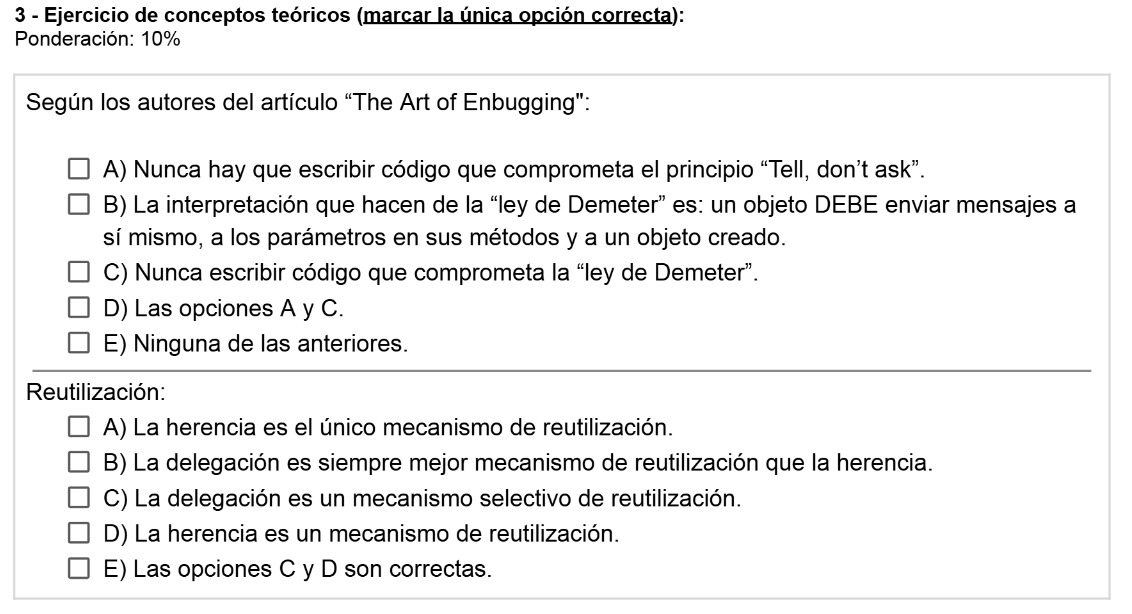 3 - Ejercicio de conceptos teóricos (marcar la única opción correcta):
Ponderación: 10%
Según los autores del artículo “The Art of Enbugging":
A) Nunca hay que escribir código que comprometa el principio “Tell, don’t ask”.
B) La interpretación que hacen de la “ley de Demeter” es: un objeto DEBE enviar mensajes a
sí mismo, a los parámetros en sus métodos y a un objeto creado.
C) Nunca escribir código que comprometa la “ley de Demeter”.
D) Las opciones A y C.
E) Ninguna de las anteriores.
Reutilización:
A) La herencia es el único mecanismo de reutilización.
B) La delegación es siempre mejor mecanismo de reutilización que la herencia.
C) La delegación es un mecanismo selectivo de reutilización.
D) La herencia es un mecanismo de reutilización.
E) Las opciones C y D son correctas.